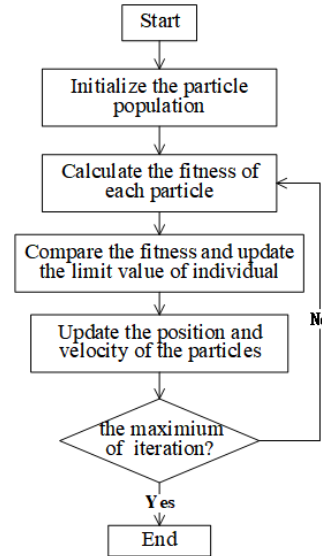 Start
Initialize the particle
population
Calculate the fitness of
each particle
Compare the fitness and update
the limit value of individual
Update the position and
velocity of the particles
No
the maximium
of iteration?
Yes
End